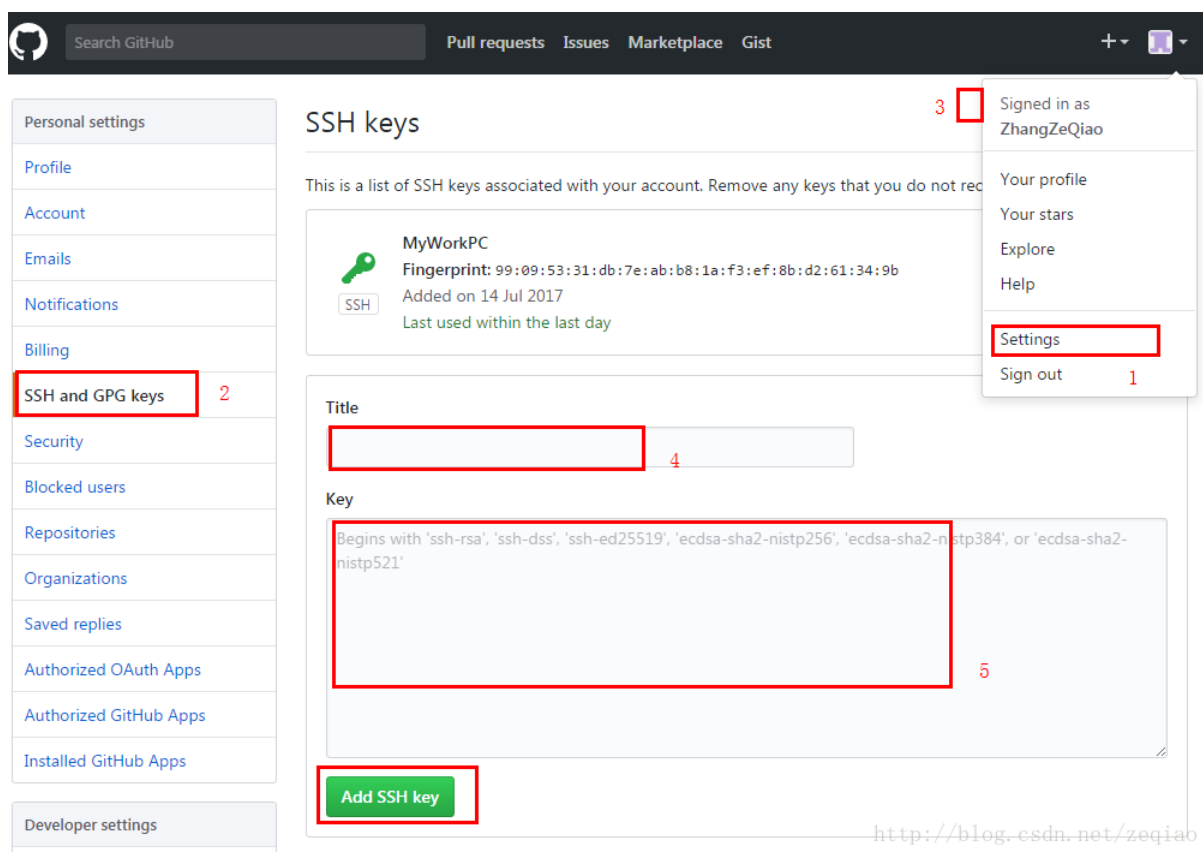 Search GitHub
Pull requests Issues Marketplace Gist
Signed in as
ZhangZeQiao
Your profile
Your stars
Explore
Help
Settings
Sign out
1
Personal settings
Profile
Account
Emails
Notifications
Billing
SSH and GPG keys
2
Security
Blocked users
Repositories
Organizations
Saved replies
Authorized OAuth Apps
Authorized GitHub Apps
Installed GitHub Apps
Developer settings
SSH keys
3
This is a list of SSH keys associated with your account. Remove any keys that you do not rec
MyWorkPC
Fingerprint: 99:09:53:31:db:7e:ab:b8:1a:f3:ef:8b:d2:61:34:9b
SSH
Added on 14 Jul 2017
Last used within the last day
Title
4
Key
Begins with 'ssh-rsa', 'ssh-dss', 'ssh-ed25519', 'ecdsa-sha2-nistp256', 'ecdsa-sha2-nistp384', or 'ecdsa-sha2-
nistp521'
5
Add SSH key
http://blog.csdn.net/zeqiao